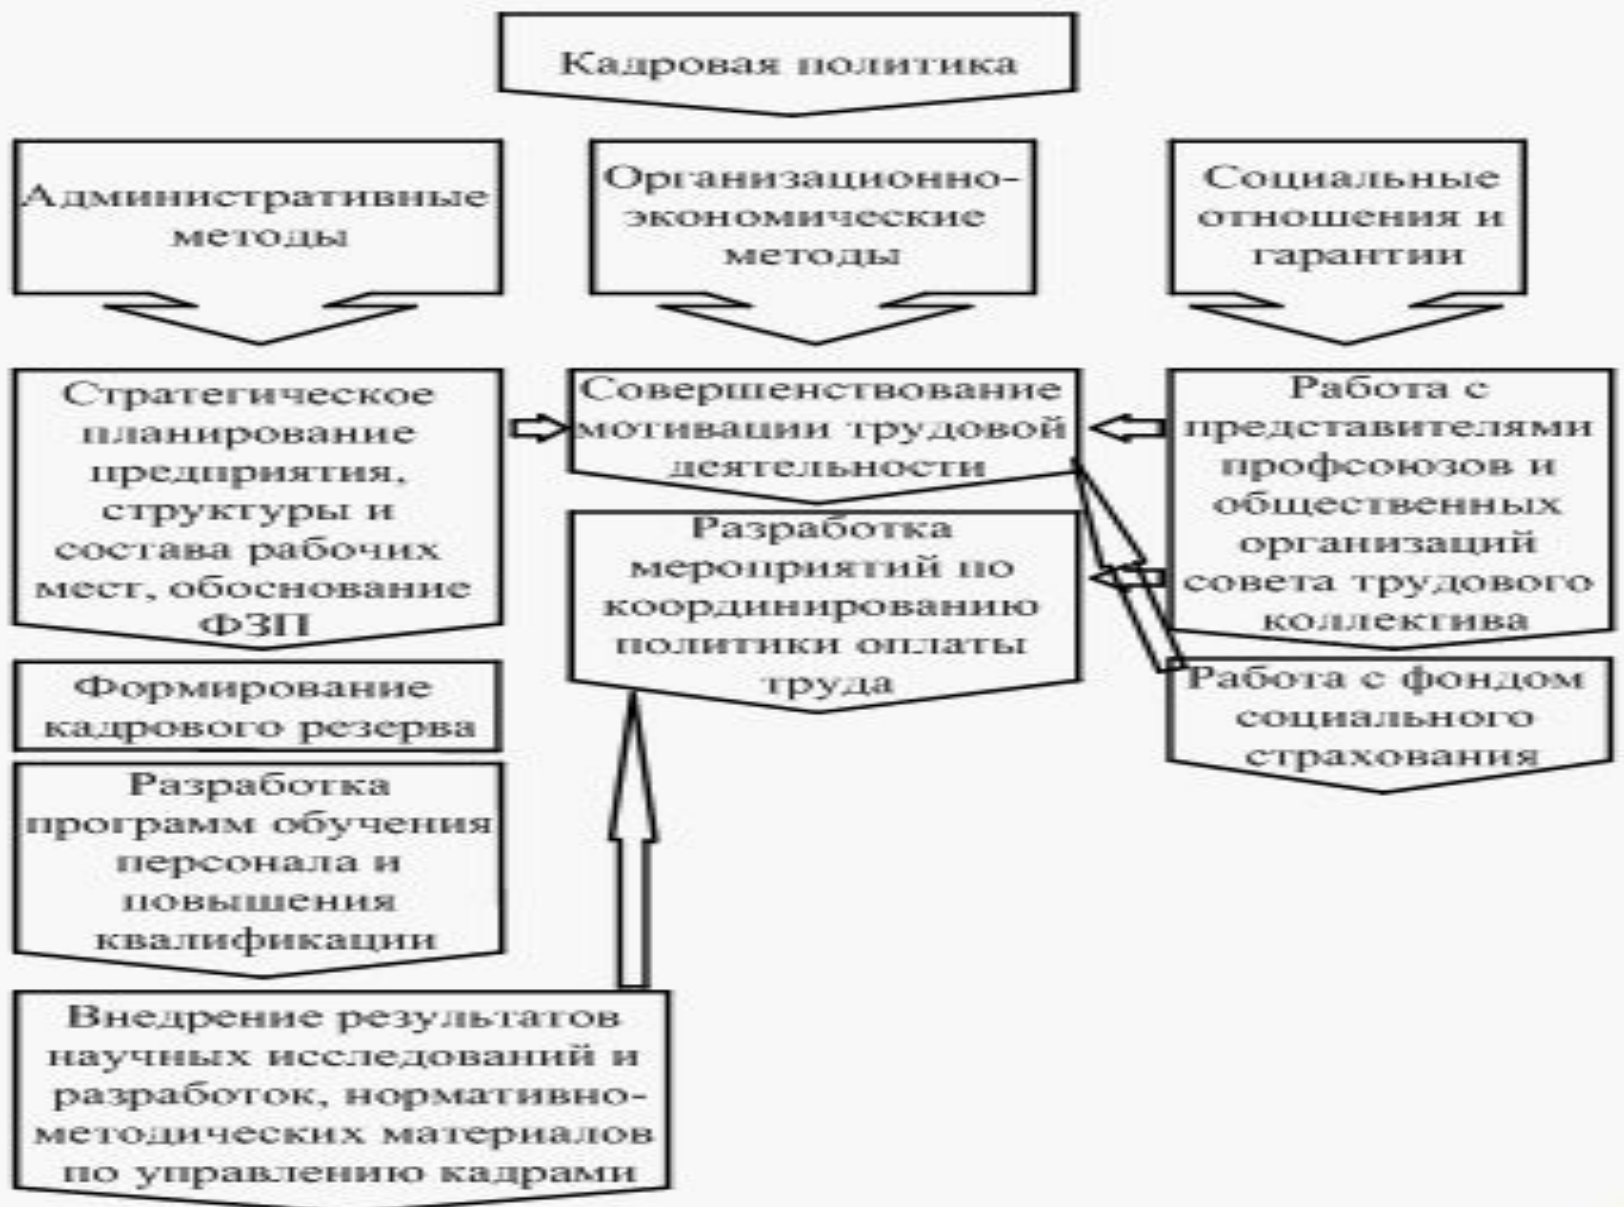 Кадровая политика
Административные
методы
Организационно-
экономические
методы
Социальные
отношения и
гарантии
Стратегическое
планирование
предприятия,
структуры и
состава рабочих
мест, обоснование
ФЗП
Формирование
кадрового резерва
Разработка
программ обучения
персонала и
повышения
квалификации
Внедрение результатов
научных исследований и
разработок, нормативно-
методических материалов
по управлению кадрами
Совершенствование
мотивации трудовой
деятельности
Разработка
мероприятий по
координированию
политики оплаты
труда
Работа с
представителями
профсоюзов и
общественных
организаций
совета трудового
коллектива
Работа с фондом
социального
страхования